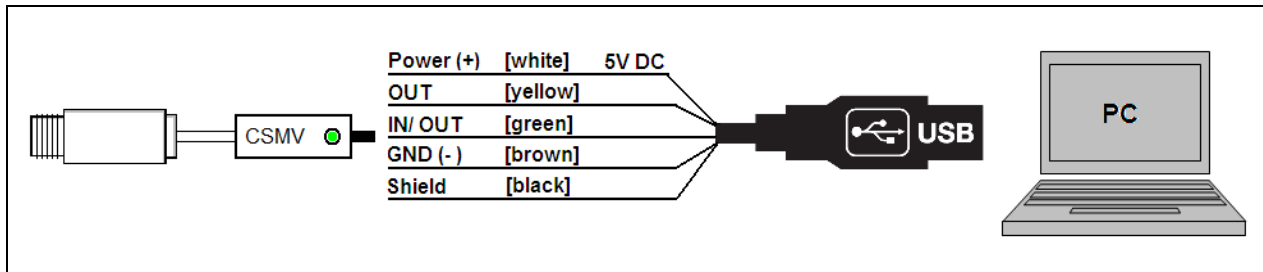 Power (+) [white] 5V DC
OUT [yellow]
IN/ OUT [green]
GND (-) [brown]
Shield [black]
CSMV
USB
PC